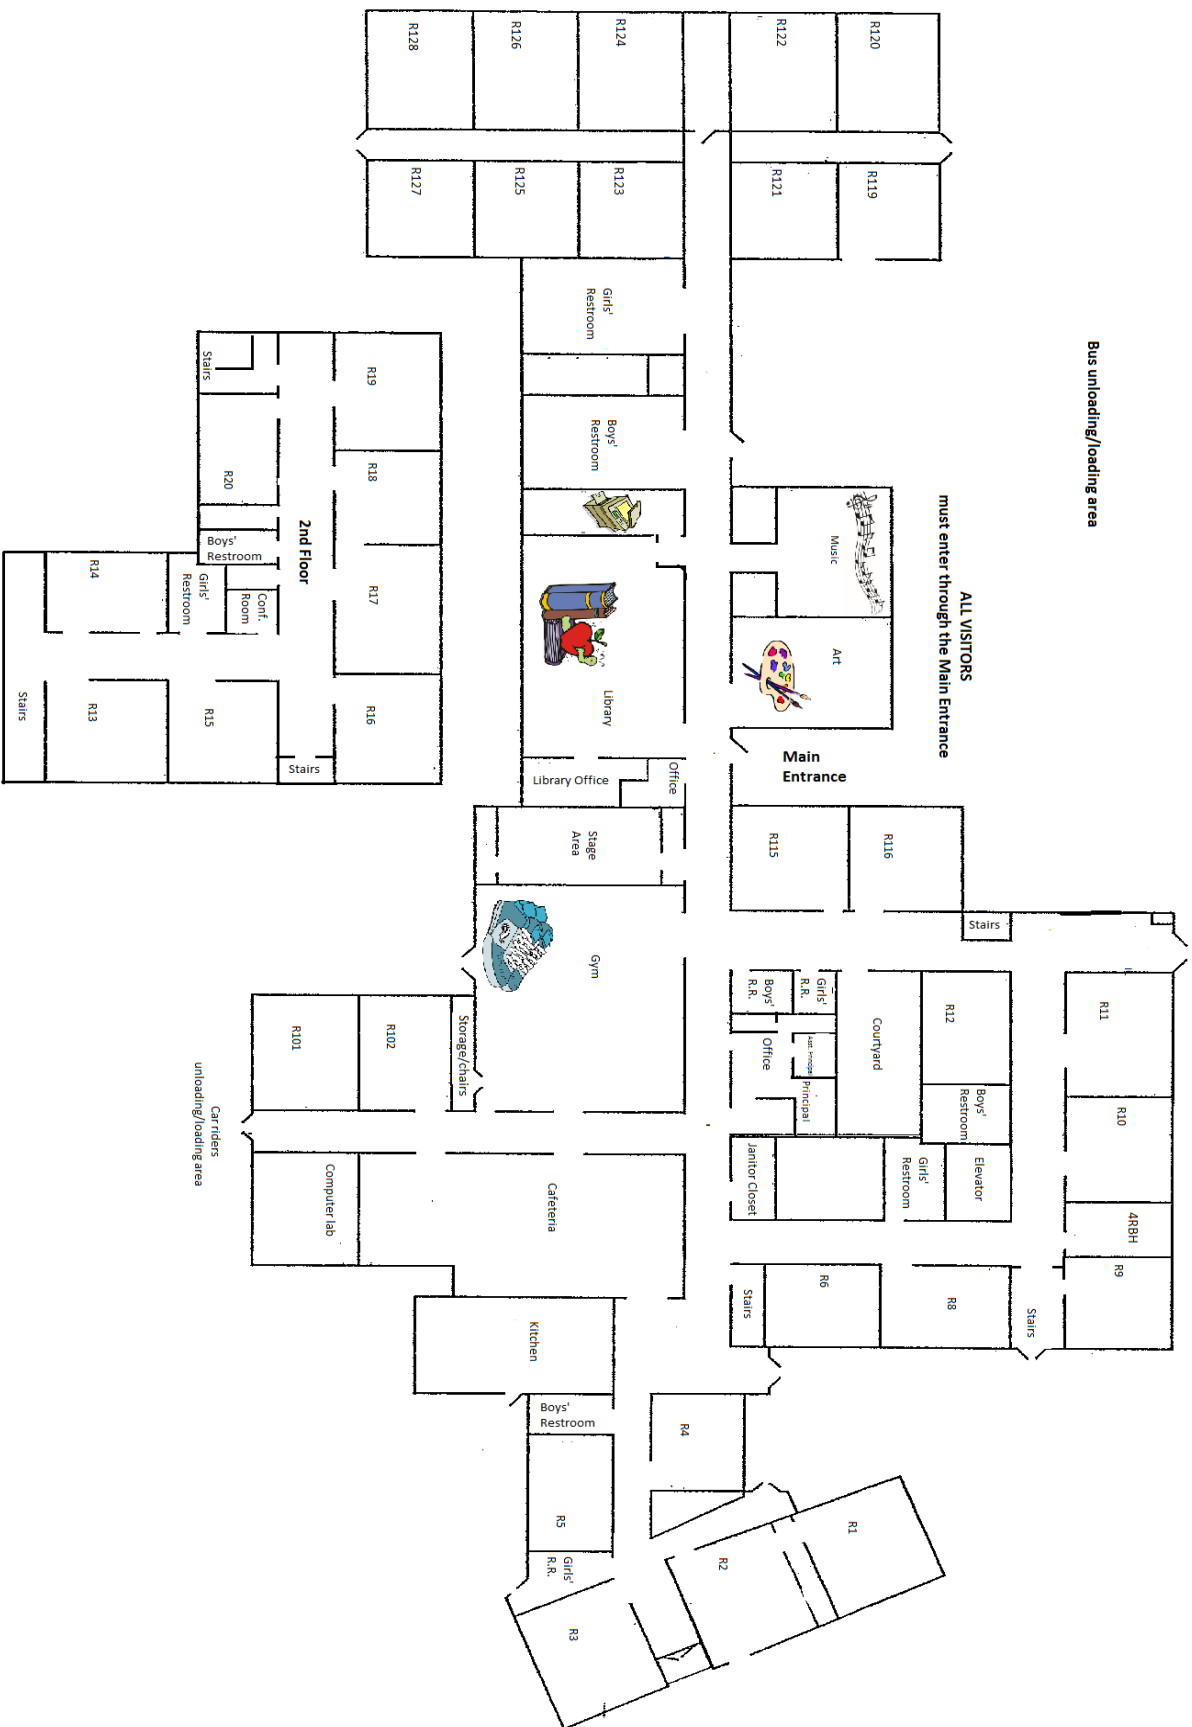 R128
R126
R124
R122
R120
R127
R125
R123
R121
R119
Girls'
Restroom
Boys'
Restroom
Bus unloading/loading area
ALL VISITORS
must enter through the Main Entrance
Music
Art
Library
Library Office
Office
Main
Entrance
Stairs
R19
R18
R20
2nd Floor
Boys'
Restroom
R17
R14
Girls'
Restroom
Conf.
Room
R13
R15
R16
Stairs
Stairs
Stage
Area
R115
R116
Stairs
Gym
Boys'
R.R.
Girls'
R.R.
Courtyard
R12
R11
Office
Asst. Principal
Principal
Boys'
Restroom
R10
R101
R102
Storage/chairs
Car riders
unloading/loading area
Computer lab
Cafeteria
Janitor Closet
Girls'
Restroom
Elevator
4RBH
R9
Stairs
R6
R8
Stairs
Kitchen
Boys'
Restroom
R4
R5
Girls'
R.R.
R3
R2
R1